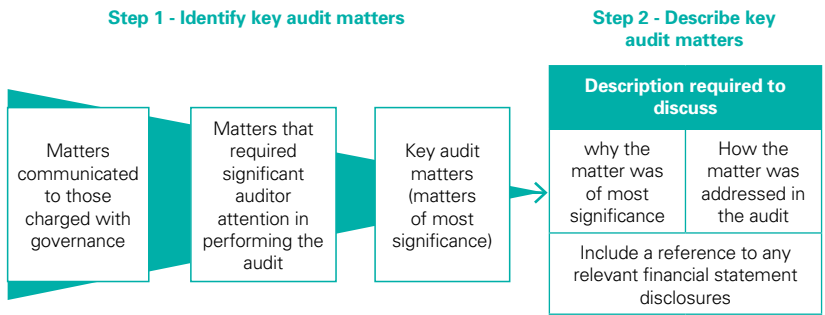 Step 1 - Identify key audit matters
Step 2 - Describe key
audit matters
Matters
communicated
to those
charged with
governance
Matters that
required
significant
auditor
attention in
performing the
audit
Key audit
matters
(matters
of most
significance)
Description required to
discuss
why the
matter was
of most
significance
How the
matter was
addressed in
the audit
Include a reference to any
relevant financial statement
disclosures